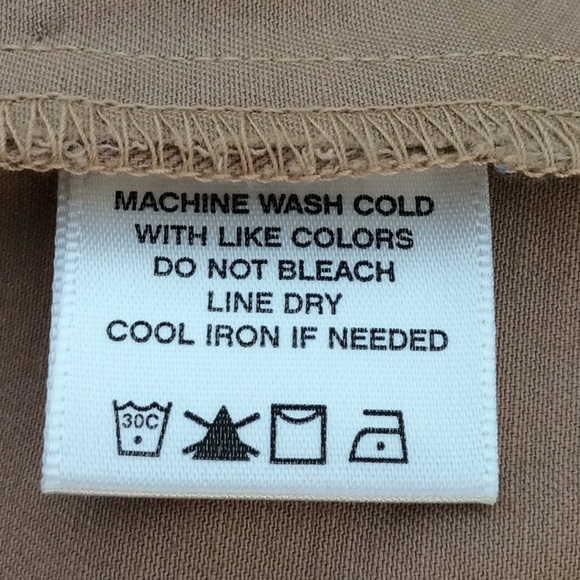 MACHINE WASH COLD
WITH LIKE COLORS
DO NOT BLEACH
LINE DRY
COOL IRON IF NEEDED
30C